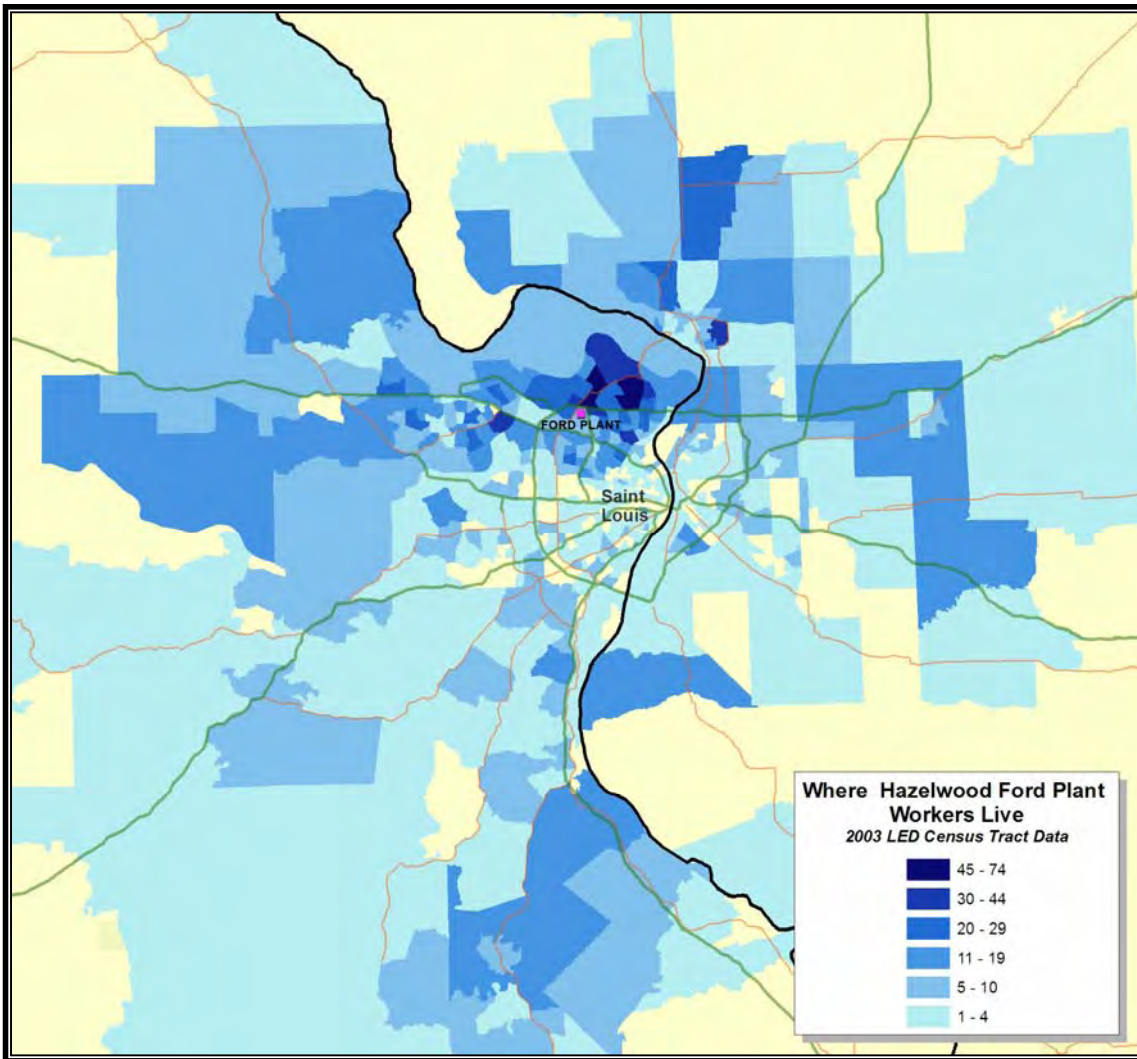 FORD PLANT
Saint
Louis
Where Hazelwood Ford Plant
Workers Live
2003 LED Census Tract Data
45 - 74
30 - 44
20 - 29
11 - 19
5 - 10
1 - 4